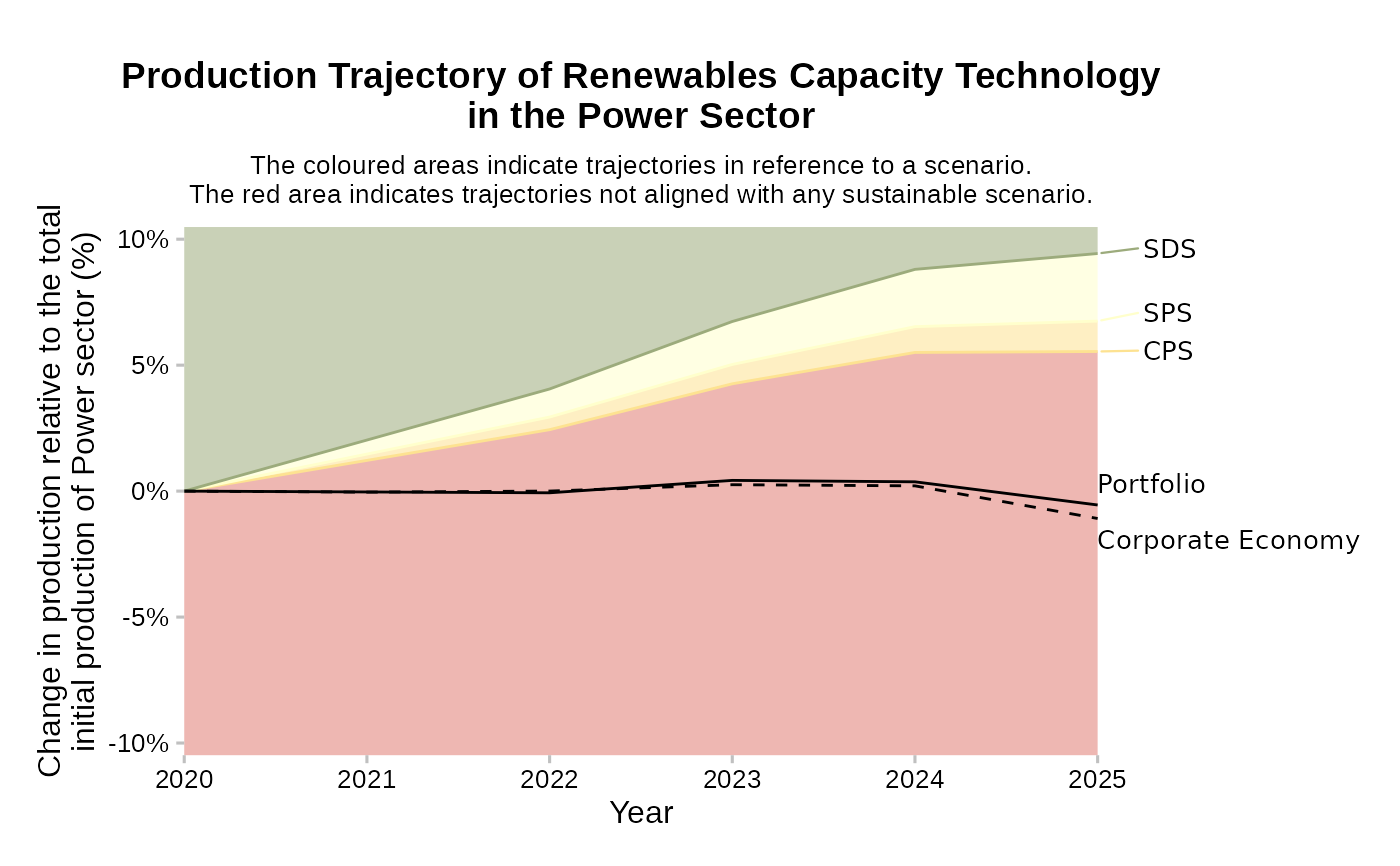 Production Trajectory of Renewables Capacity Technology
in the Power Sector
The coloured areas indicate trajectories in reference to a scenario.
The red area indicates trajectories not aligned with any sustainable scenario.
Change in production relative to the total
initial production of Power sector (%)
10%
5%
0%
-5%
-10%
SDS
SPS
CPS
Portfolio
Corporate Economy
2020
2021
2022
2023
2024
2025
Year